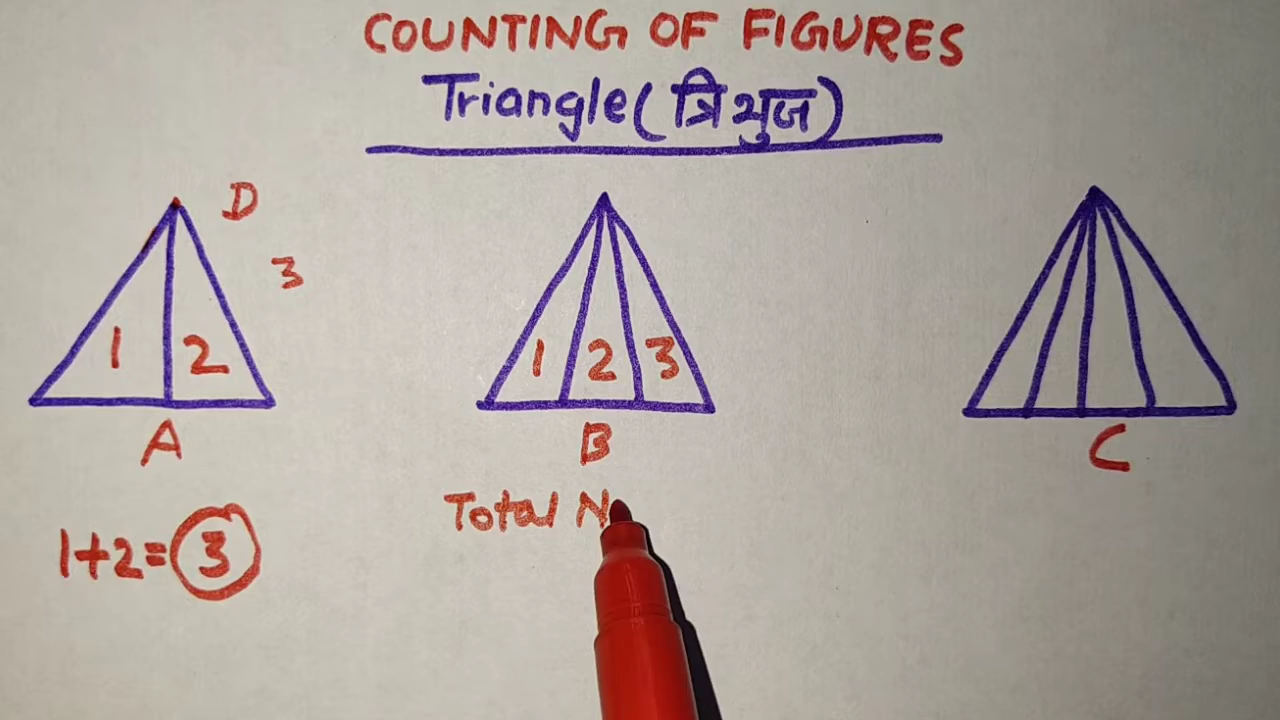 COUNTING OF FIGURES
Triangle (त्रिभुज)
D
3
1 2
1 2 3
A
B
C
Total N
1+2=3